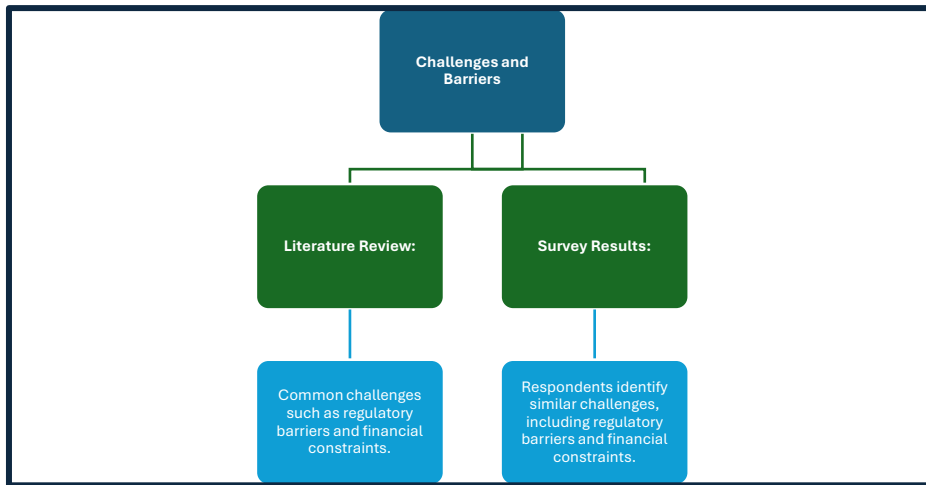 Challenges and
Barriers
Literature Review:
Survey Results:
Common challenges
such as regulatory
barriers and financial
constraints.
Respondents identify
similar challenges,
including regulatory
barriers and financial
constraints.